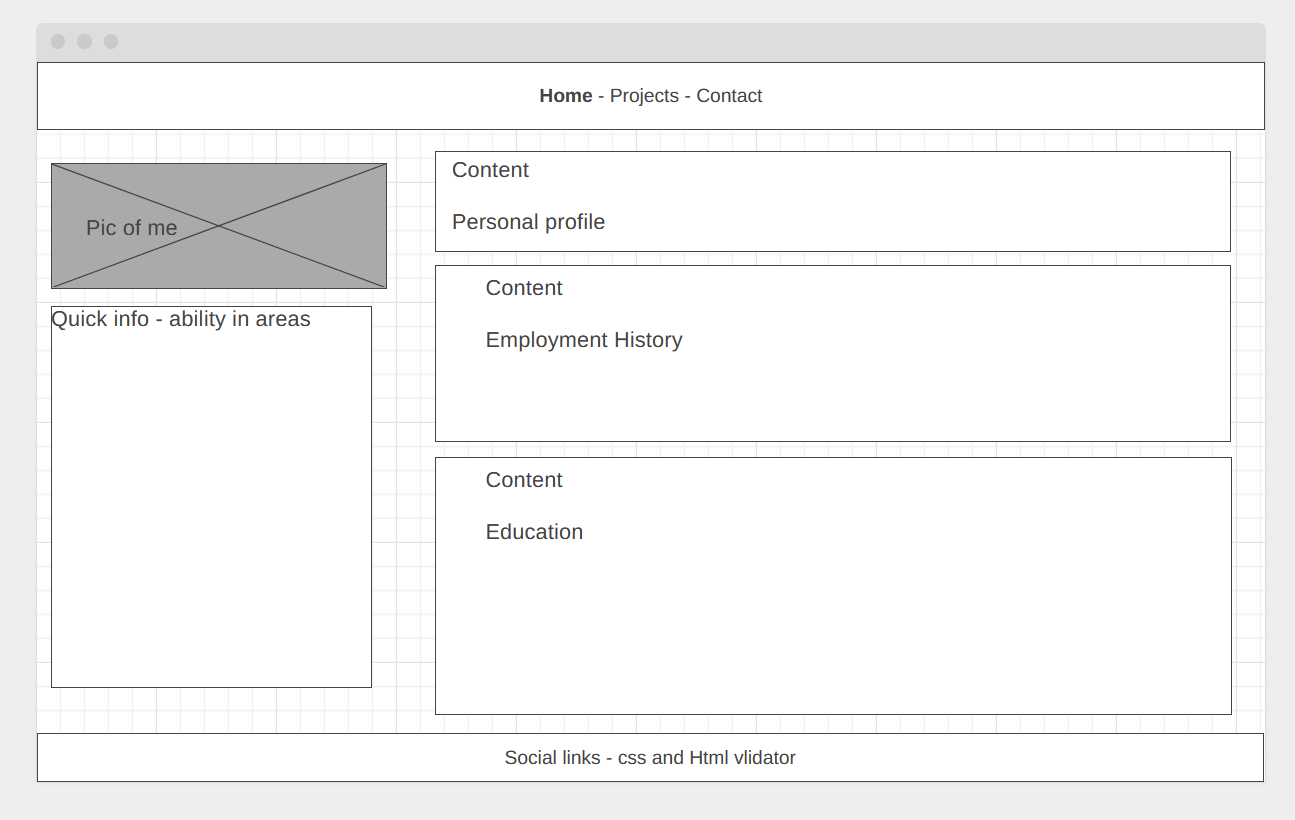 Home - Projects - Contact
Pic of me
Quick info - ability in areas
Content
Personal profile
Content
Employment History
Content
Education
Social links - css and Html vlidator